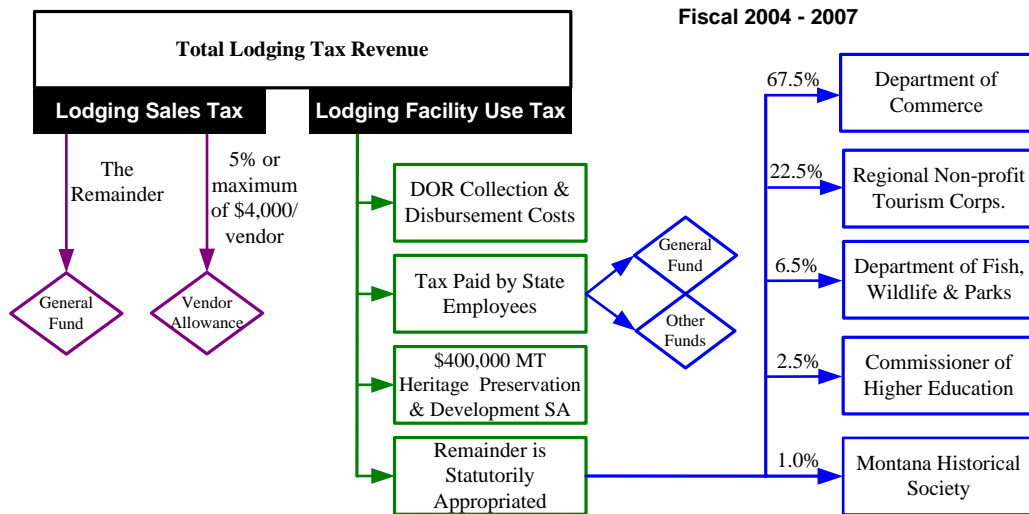 Fiscal 2004 - 2007
Total Lodging Tax Revenue
Lodging Sales Tax
Lodging Facility Use Tax
The
Remainder
5% or
maximum
of $4,000/
vendor
General
Fund
Vendor
Allowance
DOR Collection &
Disbursement Costs
Tax Paid by State
Employees
General
Fund
Other
Funds
$400,000 MT
Heritage Preservation
& Development SA
Remainder is
Statutorily
Appropriated
67.5%
Department of
Commerce
22.5%
Regional Non-profit
Tourism Corps.
6.5%
Department of Fish,
Wildlife & Parks
2.5%
Commissioner of
Higher Education
1.0%
Montana Historical
Society